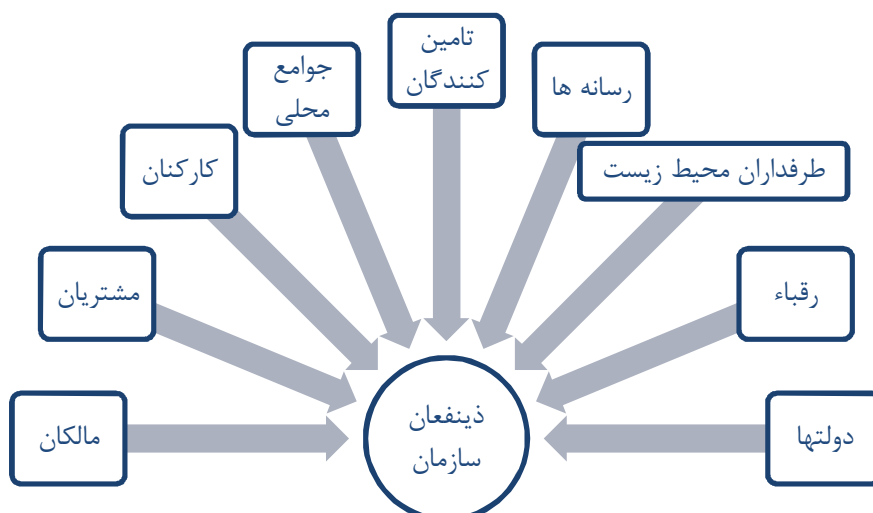 تامین
کنندگان
رسانه ها
جوامع
محلی
طرفداران محیط زیست
کارکنان
رقباء
مشتریان
دولتها
ذینفعان
سازمان
مالکان